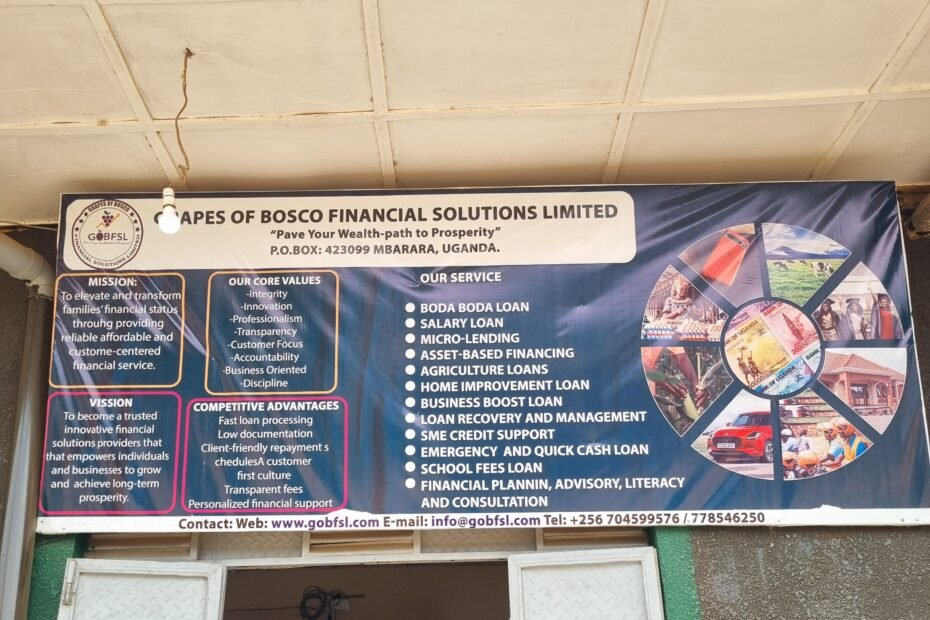 GRAPES OF BOSCO
GOBFSL
FINANCIAL SOLUTIONS LIMITED
GRAPES OF BOSCO FINANCIAL SOLUTIONS LIMITED
"Pave Your Wealth-path to Prosperity"
P.O.BOX: 423099 MBARARA, UGANDA.
MISSION:
To elevate and transform
families' financial status
throuhg providing
reliable affordable and
custome-centered
financial service.
VISSION
To become a trusted
innovative financial
solutions providers that
that empowers individuals
and businesses to grow
and achieve long-term
prosperity.
OUR CORE VALUES
-Integrity
-Innovation
-Professionalism
-Transparency
-Customer Focus
-Accountability
-Business Oriented
-Discipline
COMPETITIVE ADVANTAGES
Fast loan processing
Low documentation
Client-friendly repayment s
chedulesA customer
first culture
Transparent fees
Personalized financial support
OUR SERVICE
BODA BODA LOAN
SALARY LOAN
MICRO-LENDING
ASSET-BASED FINANCING
AGRICULTURE LOANS
HOME IMPROVEMENT LOAN
BUSINESS BOOST LOAN
LOAN RECOVERY AND MANAGEMENT
SME CREDIT SUPPORT
EMERGENCY AND QUICK CASH LOAN
SCHOOL FEES LOAN
FINANCIAL PLANNIN, ADVISORY, LITERACY
AND CONSULTATION
Contact: Web: www.gobfsl.com E-mail: info@gobfsl.com Tel: +256 704599576 / 778546250